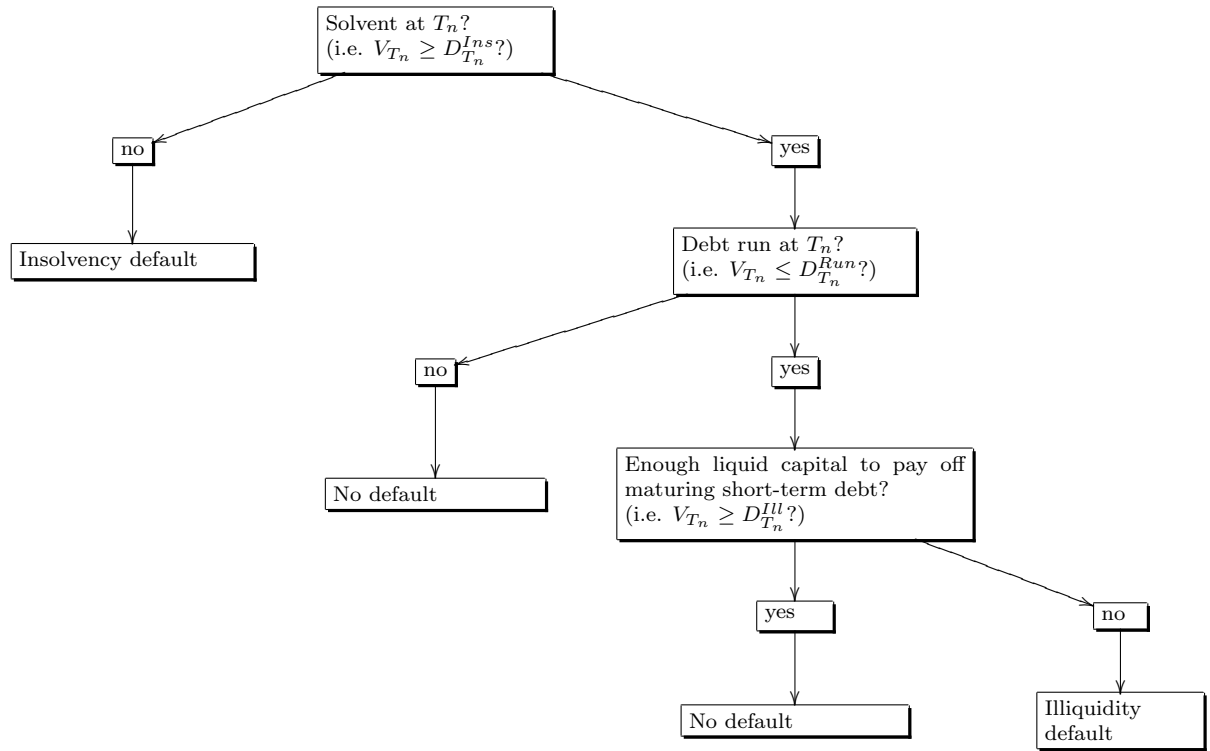 Solvent at $T_n$?
(i.e. $V_{T_n} \geq D_{T_n}^{Ins}$?)
no
yes
Insolvency default
Debt run at $T_n$?
(i.e. $V_{T_n} \leq D_{T_n}^{Run}$?)
no
yes
Enough liquid capital to pay off
maturing short-term debt?
(i.e. $V_{T_n} \geq D_{T_n}^{Ill}$?)
No default
yes
no
No default
Illiquidity
default